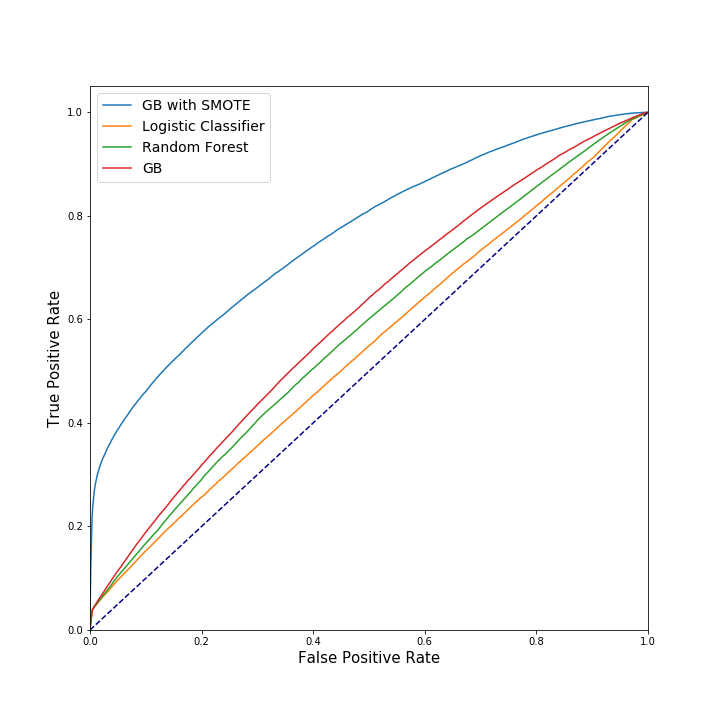 GB with SMOTE
Logistic Classifier
Random Forest
GB
1.0
0.8
0.6
0.4
0.2
0.0
True Positive Rate
0.0 0.2 0.4 0.6 0.8 1.0
False Positive Rate